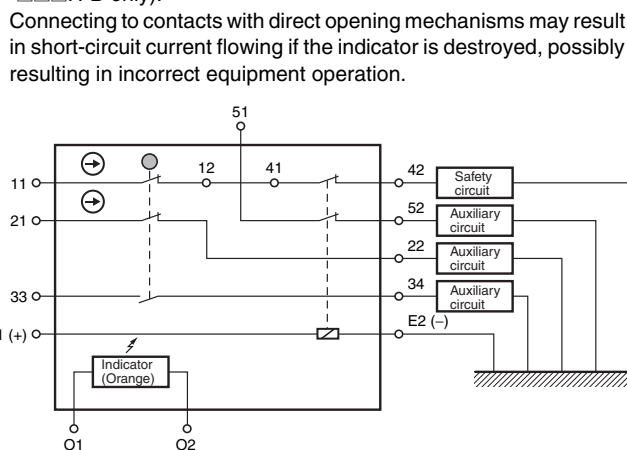 Connecting to contacts with direct opening mechanisms may result
in short-circuit current flowing if the indicator is destroyed, possibly
resulting in incorrect equipment operation.
51
11
12
41
42
Safety
circuit
21
52
Auxiliary
circuit
22
Auxiliary
circuit
33
34
Auxiliary
circuit
(+)
E2 (−)
Indicator
(Orange)
O1
O2